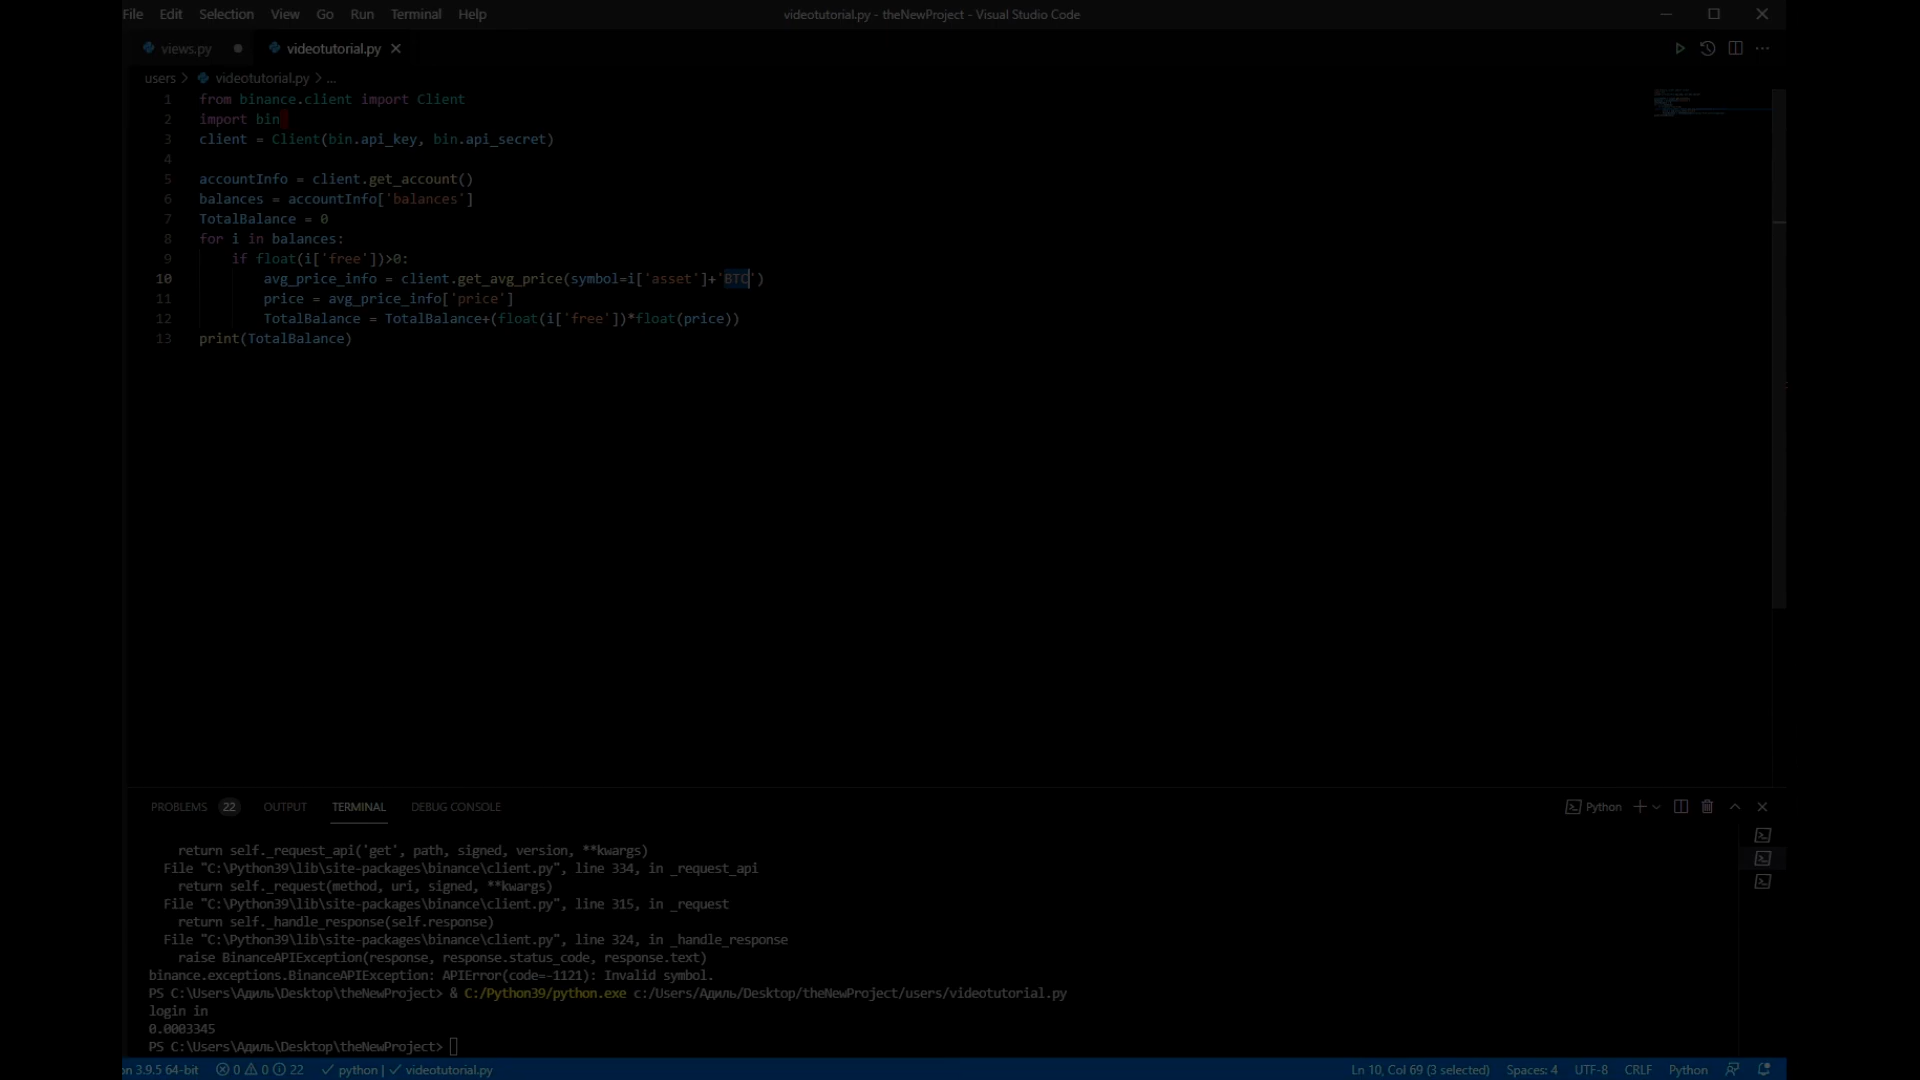 File Edit Selection View Go Run Terminal Help videotutorial.py - theNewProject - Visual Studio Code
views.py videotutorial.py
users > videotutorial.py > ...
1 from binance.client import Client
2 import bin
3 client = Client(bin.api_key, bin.api_secret)
4
5 accountInfo = client.get_account()
6 balances = accountInfo['balances']
7 TotalBalance = 0
8 for i in balances:
9 if float(i['free'])>0:
10 avg_price_info = client.get_avg_price(symbol=i['asset']+'BTC')
11 price = avg_price_info['price']
12 TotalBalance = TotalBalance+(float(i['free'])*float(price))
13 print(TotalBalance)
PROBLEMS 22 OUTPUT TERMINAL DEBUG CONSOLE Python
return self._request_api('get', path, signed, version, **kwargs)
File "C:\Python39\lib\site-packages\binance\client.py", line 334, in _request_api
return self._request(method, uri, signed, **kwargs)
File "C:\Python39\lib\site-packages\binance\client.py", line 315, in _request
return self._handle_response(self.response)
File "C:\Python39\lib\site-packages\binance\client.py", line 324, in _handle_response
raise BinanceAPIException(response, response.status_code, response.text)
binance.exceptions.BinanceAPIException: APIError(code=-1121): Invalid symbol.
PS C:\Users\Адиль\Desktop\theNewProject> & C:/Python39/python.exe c:/Users/Адиль/Desktop/theNewProject/users/videotutorial.py
login in
0.0003345
PS C:\Users\Адиль\Desktop\theNewProject>
on 3.9.5 64-bit 0 0 22 python | videotutorial.py Ln 10, Col 69 (3 selected) Spaces: 4 UTF-8 CRLF Python